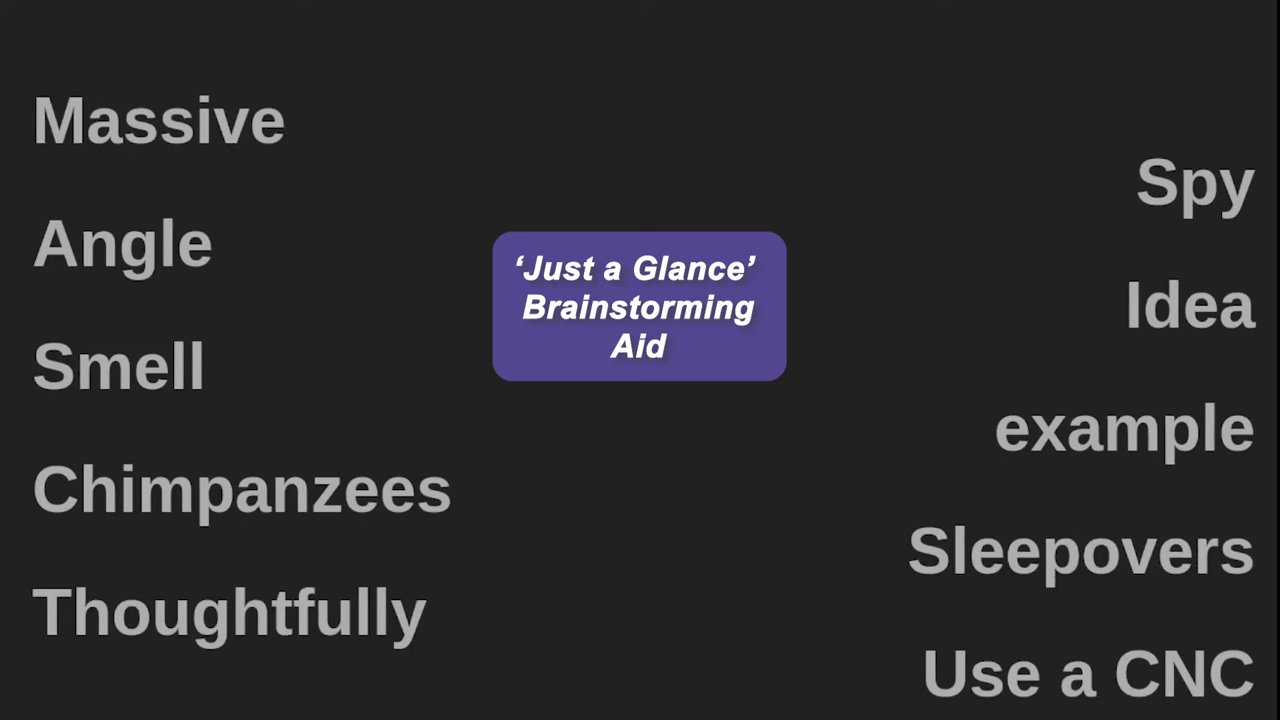 Massive
Angle
Smell
Chimpanzees
Thoughtfully
‘Just a Glance’
Brainstorming
Aid
Spy
Idea
example
Sleepovers
Use a CNC